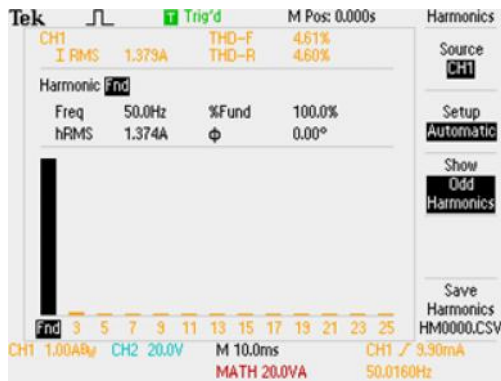 Tek T Trig'd M Pos: 0.000s Harmonics
CH1 THD-F 4.61%
I RMS 1.379A THD-R 4.60%
Source
CH1
Harmonic Fnd
Freq 50.0Hz %Fund 100.0%
hRMS 1.374A Φ 0.00°
Setup
Automatic
Show
Odd
Harmonics
Save
Harmonics
HM0000.CSV
Fnd 3 5 7 9 11 13 15 17 19 21 23 25
CH1 1.00ABW CH2 20.0V M 10.0ms CH1 9.90mA
MATH 20.0VA 50.0160Hz